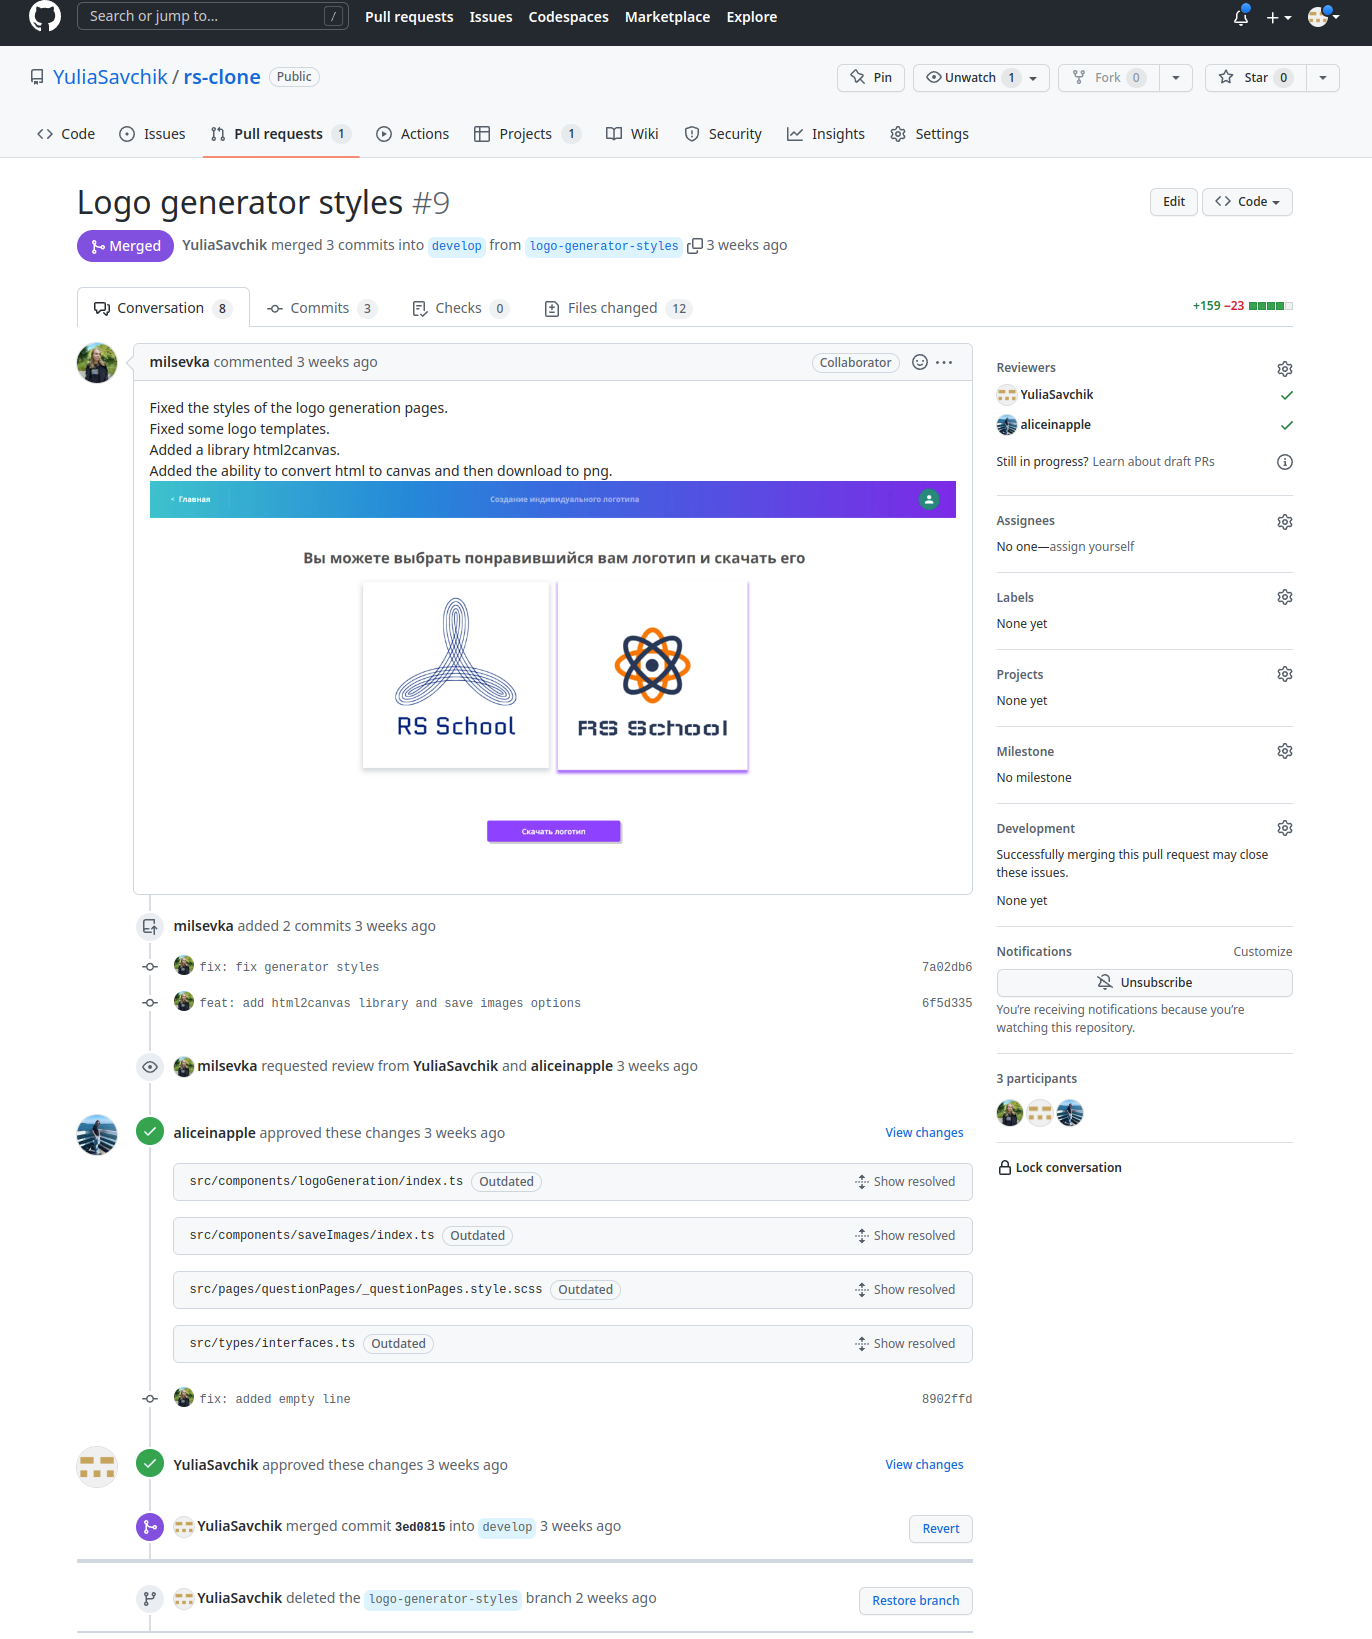 Search or jump to... /
Pull requests Issues Codespaces Marketplace Explore
YuliaSavchik / rs-clone Public
Pin Unwatch 1 Fork 0 Star 0
Code Issues Pull requests 1 Actions Projects 1 Wiki Security Insights Settings
Logo generator styles #9
Edit <> Code
Merged YuliaSavchik merged 3 commits into develop from logo-generator-styles 3 weeks ago
Conversation 8 Commits 3 Checks 0 Files changed 12
+159 −23
milsevka commented 3 weeks ago Collaborator
Fixed the styles of the logo generation pages.
Fixed some logo templates.
Added a library html2canvas.
Added the ability to convert html to canvas and then download to png.
< Главная Создание индивидуального логотипа
Вы можете выбрать понравившийся вам логотип и скачать его
RS School RS School
Скачать логотип
milsevka added 2 commits 3 weeks ago
fix: fix generator styles 7a02db6
feat: add html2canvas library and save images options 6f5d335
milsevka requested review from YuliaSavchik and aliceinapple 3 weeks ago
aliceinapple approved these changes 3 weeks ago View changes
src/components/logoGeneration/index.ts Outdated Show resolved
src/components/saveImages/index.ts Outdated Show resolved
src/pages/questionPages/_questionPages.style.scss Outdated Show resolved
src/types/interfaces.ts Outdated Show resolved
fix: added empty line 8902ffd
YuliaSavchik approved these changes 3 weeks ago View changes
YuliaSavchik merged commit 3ed0815 into develop 3 weeks ago Revert
YuliaSavchik deleted the logo-generator-styles branch 2 weeks ago Restore branch
Reviewers
YuliaSavchik
aliceinapple
Still in progress? Learn about draft PRs
Assignees
No one—assign yourself
Labels
None yet
Projects
None yet
Milestone
No milestone
Development
Successfully merging this pull request may close
these issues.
None yet
Notifications Customize
Unsubscribe
You're receiving notifications because you're
watching this repository.
3 participants
Lock conversation